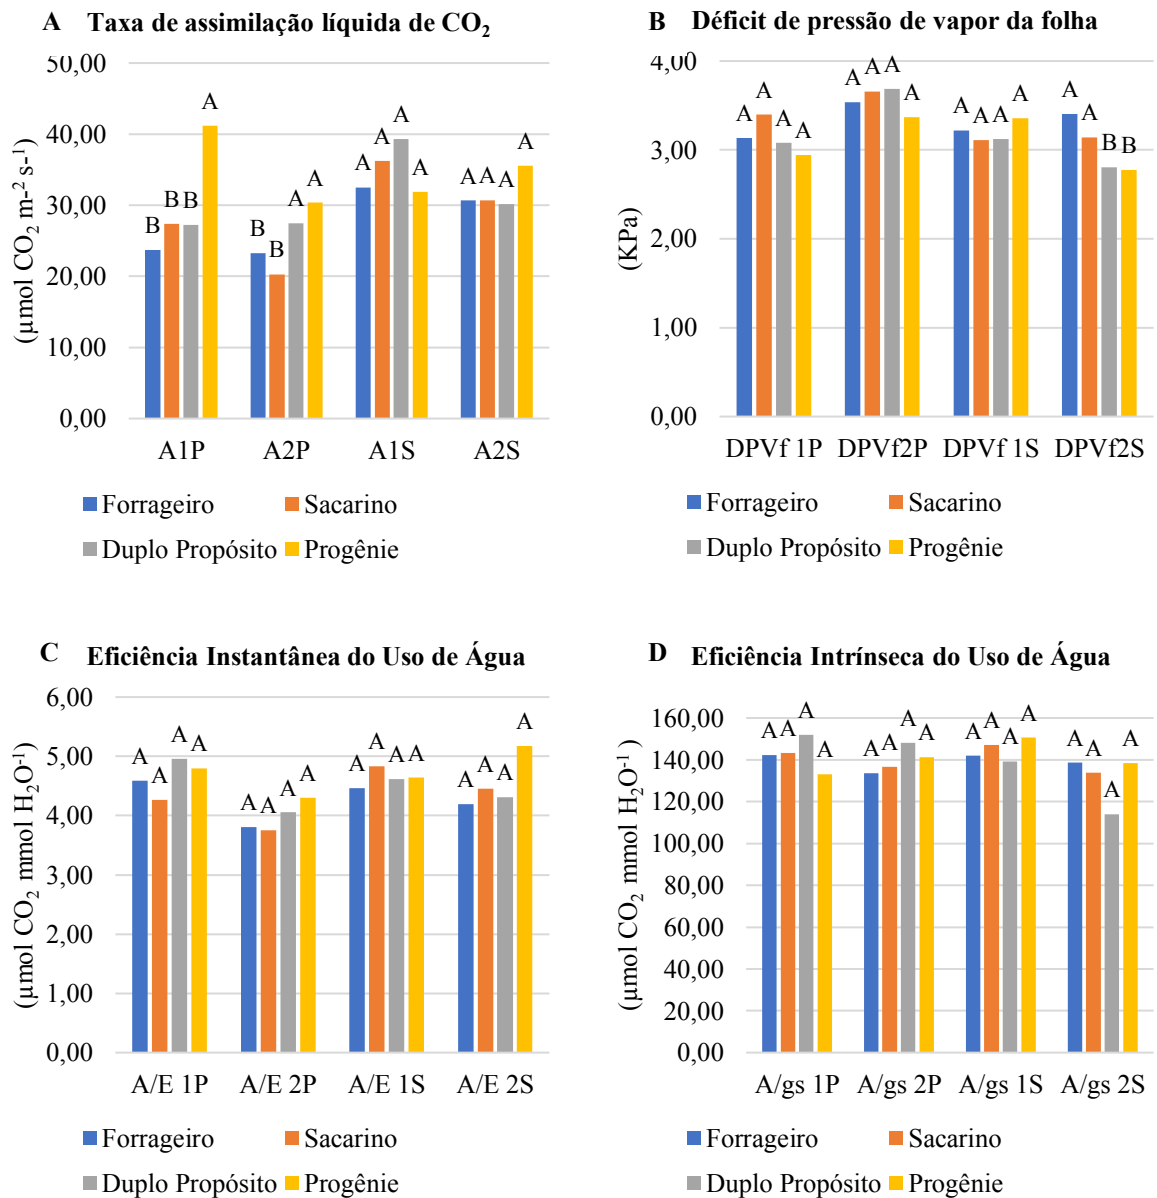 A Taxa de assimilação líquida de CO₂
(µmol CO₂ m-² s-¹)
50,00
40,00
30,00
20,00
10,00
0,00
B B B A
B B A A
A A A A
A A A A
A1P A2P A1S A2S
Forrageiro Sacarino
Duplo Propósito Progênie
B Déficit de pressão de vapor da folha
(KPa)
4,00
3,00
2,00
1,00
0,00
A A A A
A A A A
A A A A
A A B B
DPVf 1P DPVf2P DPVf 1S DPVf2S
Forrageiro Sacarino
Duplo Propósito Progênie
C Eficiência Instantânea do Uso de Água
(µmol CO₂ mmol H₂O-¹)
6,00
5,00
4,00
3,00
2,00
1,00
0,00
A A A A
A A A A
A A A A
A A A A
A/E 1P A/E 2P A/E 1S A/E 2S
Forrageiro Sacarino
Duplo Propósito Progênie
D Eficiência Intrínseca do Uso de Água
(µmol CO₂ mmol H₂O-¹)
160,00
140,00
120,00
100,00
80,00
60,00
40,00
20,00
0,00
A A A A
A A A A
A A A A
A A A A
A/gs 1P A/gs 2P A/gs 1S A/gs 2S
Forrageiro Sacarino
Duplo Propósito Progênie